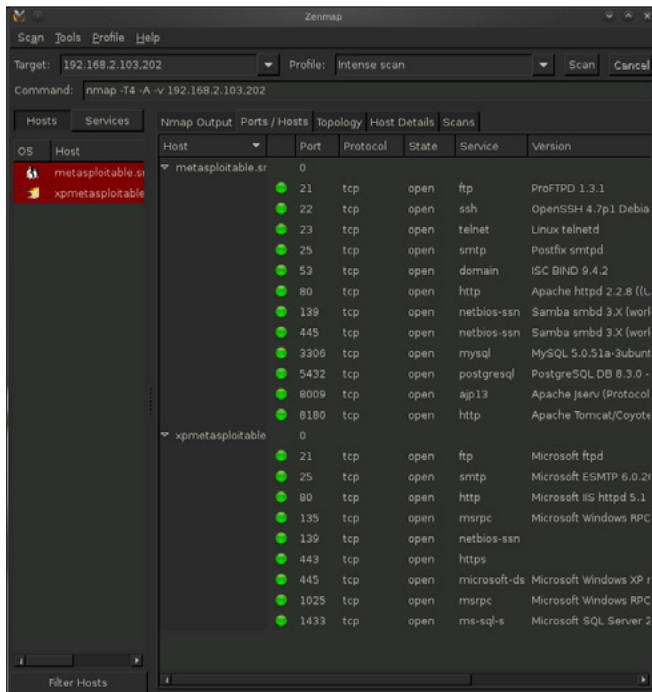 Zenmap
Scan Tools Profile Help
Target: 192.168.2.103,202 Profile: Intense scan Scan Cancel
Command: nmap -T4 -A -v 192.168.2.103,202
Hosts Services Nmap Output Ports / Hosts Topology Host Details Scans
OS Host Host Port Protocol State Service Version
metasploitable.sr
xpmetasploitable
metasploitable.sr 0
21 tcp open ftp ProFTPD 1.3.1
22 tcp open ssh OpenSSH 4.7p1 Debia
23 tcp open telnet Linux telnetd
25 tcp open smtp Postfix smtpd
53 tcp open domain ISC BIND 9.4.2
80 tcp open http Apache httpd 2.2.8 ((U
139 tcp open netbios-ssn Samba smbd 3.X (worl
445 tcp open netbios-ssn Samba smbd 3.X (worl
3306 tcp open mysql MySQL 5.0.51a-3ubunt
5432 tcp open postgresql PostgreSQL DB 8.3.0 -
8009 tcp open ajp13 Apache Jserv (Protocol
8180 tcp open http Apache Tomcat/Coyote
xpmetasploitable 0
21 tcp open ftp Microsoft ftpd
25 tcp open smtp Microsoft ESMTP 6.0.2
80 tcp open http Microsoft IIS httpd 5.1
135 tcp open msrpc Microsoft Windows RPC
139 tcp open netbios-ssn
443 tcp open https
445 tcp open microsoft-ds Microsoft Windows XP r
1025 tcp open msrpc Microsoft Windows RPC
1433 tcp open ms-sql-s Microsoft SQL Server 2
Filter Hosts